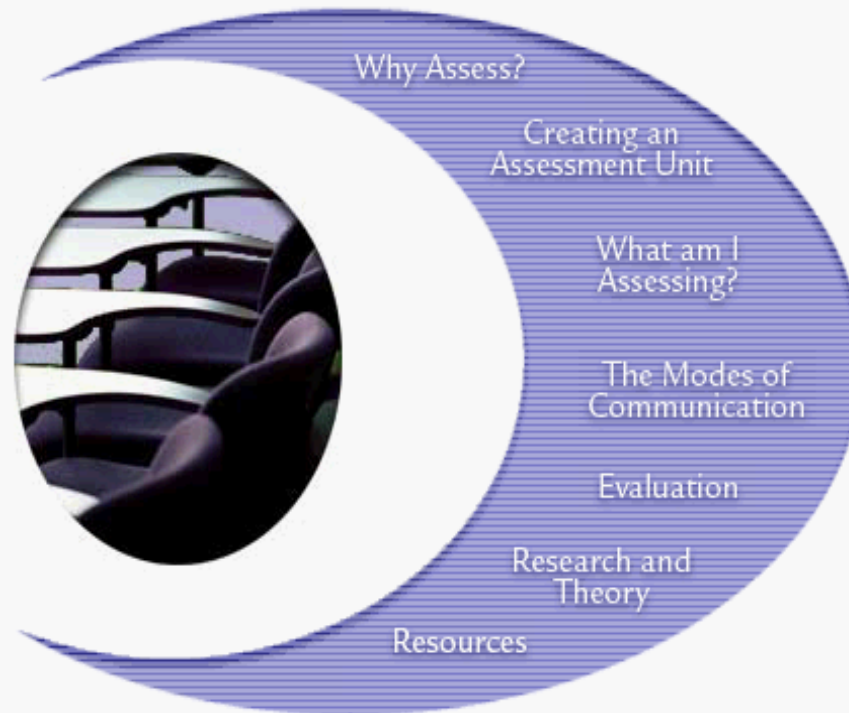 Why Assess?
Creating an
Assessment Unit
What am I
Assessing?
The Modes of
Communication
Evaluation
Research and
Theory
Resources